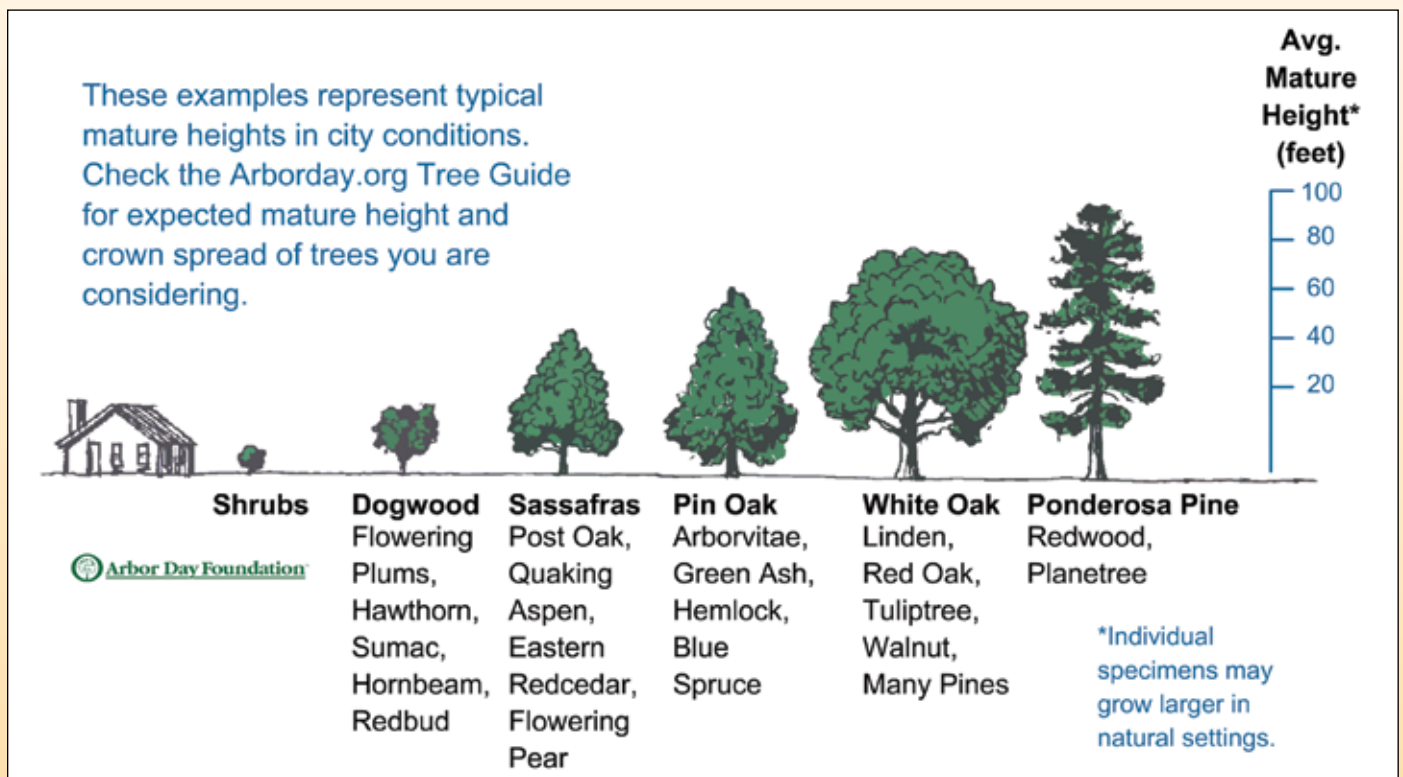 These examples represent typical
mature heights in city conditions.
Check the Arborday.org Tree Guide
for expected mature height and
crown spread of trees you are
considering.
Avg.
Mature
Height*
(feet)
100
80
60
40
20
Shrubs
Dogwood
Flowering
Plums,
Hawthorn,
Sumac,
Hornbeam,
Redbud
Sassafras
Post Oak,
Quaking
Aspen,
Eastern
Redcedar,
Flowering
Pear
Pin Oak
Arborvitae,
Green Ash,
Hemlock,
Blue
Spruce
White Oak
Linden,
Red Oak,
Tuliptree,
Walnut,
Many Pines
Ponderosa Pine
Redwood,
Planetree
Arbor Day Foundation
*Individual
specimens may
grow larger in
natural settings.